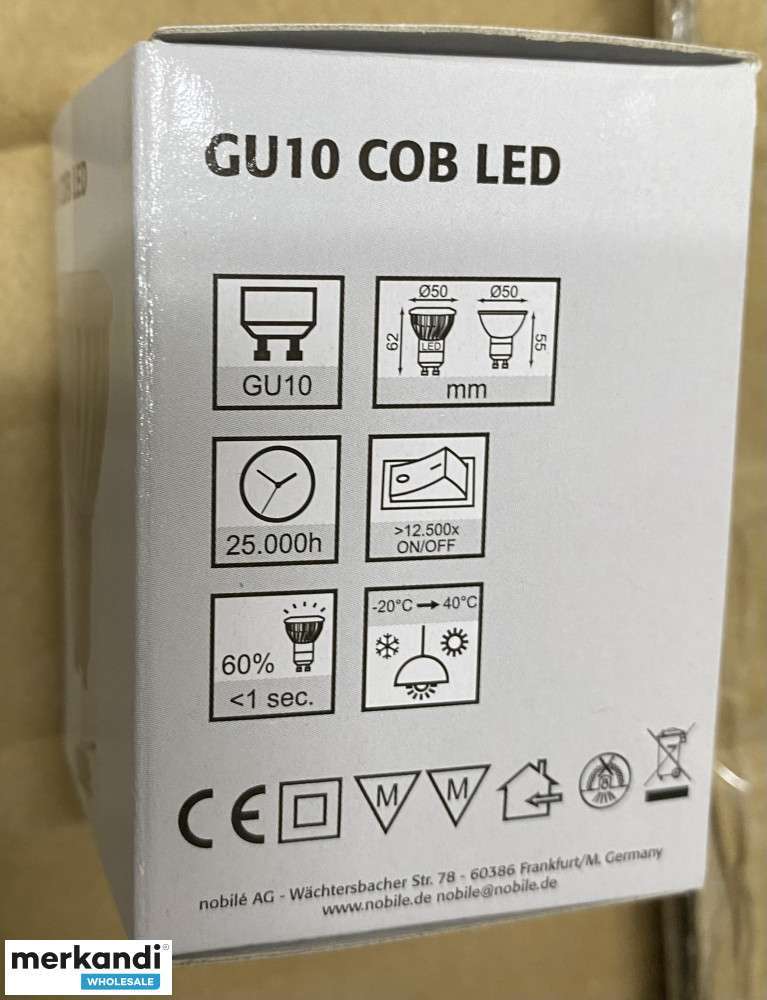 GU10 COB LED
LED
GU10
Ø50 Ø50
62 LED 55
mm
25.000h
>12.500x
ON/OFF
60%
<1 sec.
-20°C → 40°C
CE M M
nobilé AG - Wächtersbacher Str. 78 - 60386 Frankfurt/M. Germany
www.nobile.de nobile@nobile.de
merkandi®
WHOLESALE